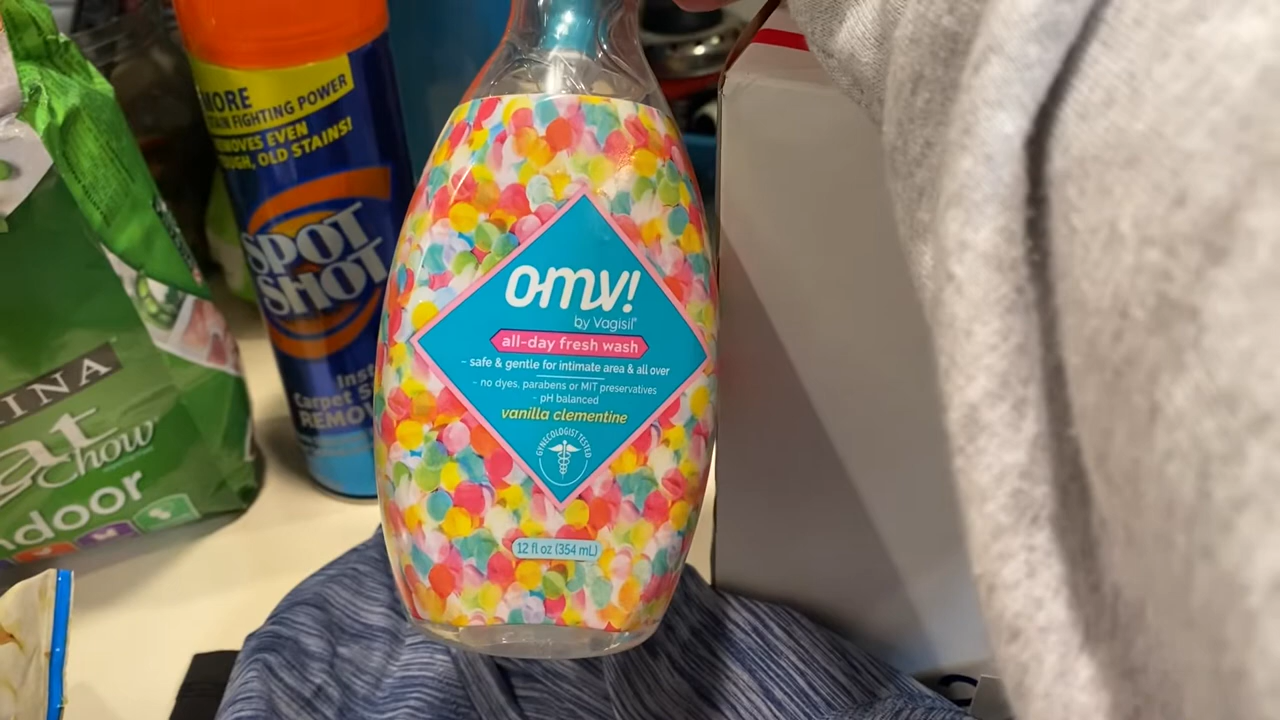 MORE
STAIN FIGHTING POWER
REMOVES EVEN
TOUGH, OLD STAINS!
SPOT
SHOT
Carpet
INA
Chow
ndoor
omv!
by Vagisil®
all-day fresh wash
- safe & gentle for intimate area & all over
- no dyes, parabens or MIT preservatives
- pH balanced
vanilla clementine
GYNECOLOGIST TESTED
12 fl oz (354 mL)